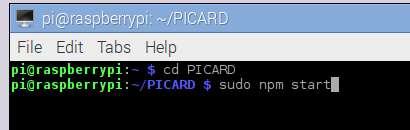 pi@raspberrypi: ~/PICARD
File Edit Tabs Help
pi@raspberrypi:~ $ cd PICARD
pi@raspberrypi:~/PICARD $ sudo npm start